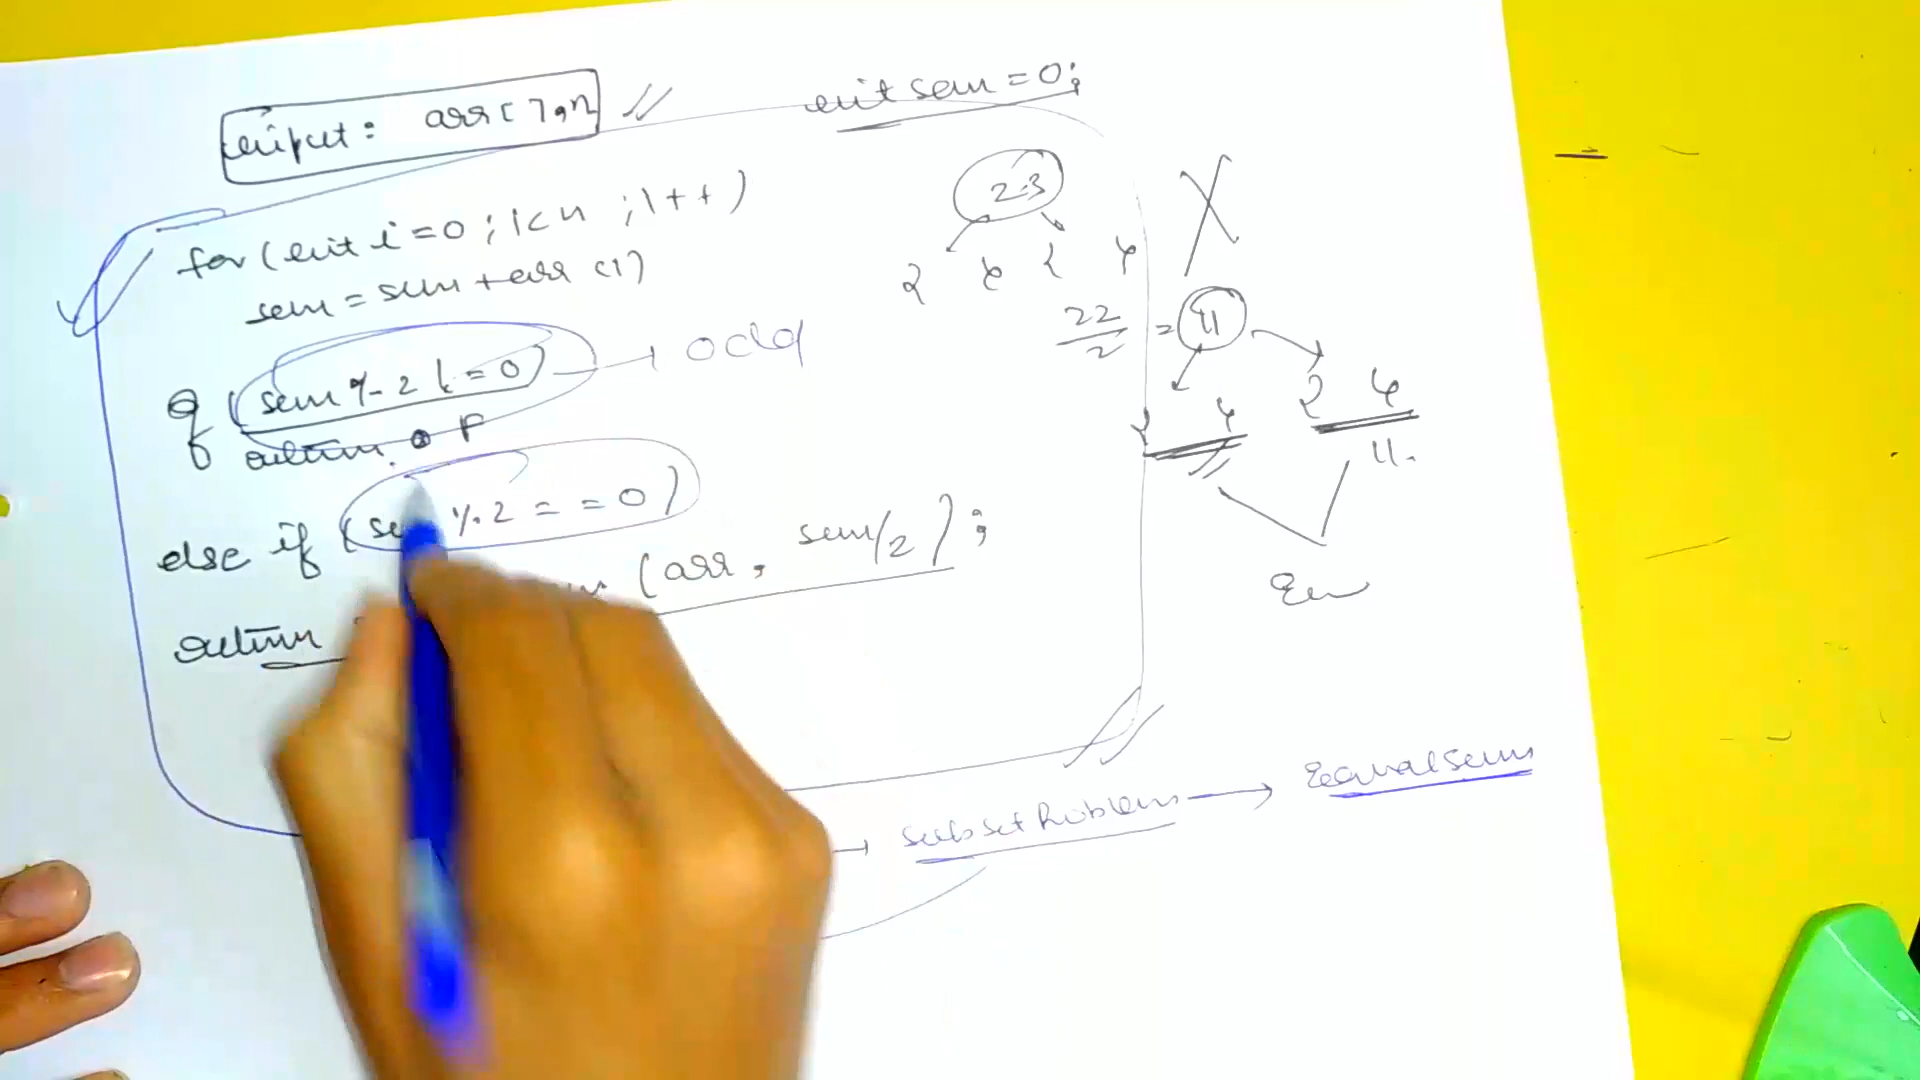 input: arr[], n
int sum = 0;
for (int i = 0; i < n; i++)
sum = sum + arr(i)
if (sum % 2 != 0) → odd
return F
else if (sum % 2 == 0)
(arr, sum/2);
return
23
{ } { }
22/2 = 11
{ } { }
11.
→ subset Problem → Equal sum